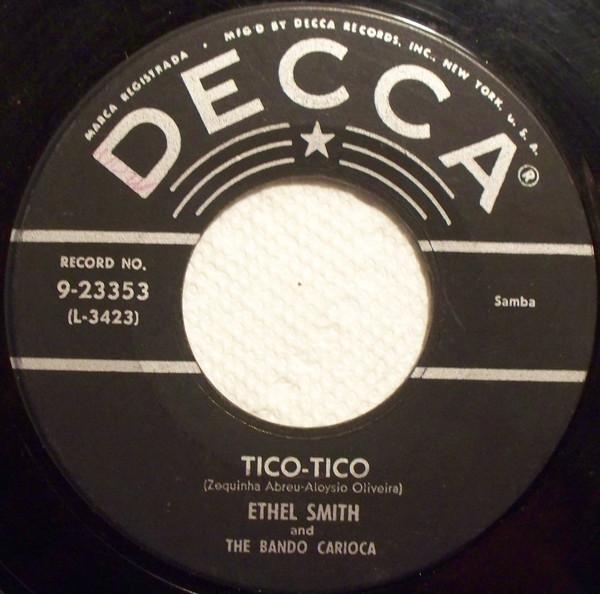 MARCA REGISTRADA • MFG'D BY DECCA RECORDS, INC., NEW YORK, U. S. A.
DECCA®
RECORD NO.
9-23353
(L-3423)
Samba
TICO-TICO
(Zequinha Abreu-Aloysio Oliveira)
ETHEL SMITH
and
THE BANDO CARIOCA